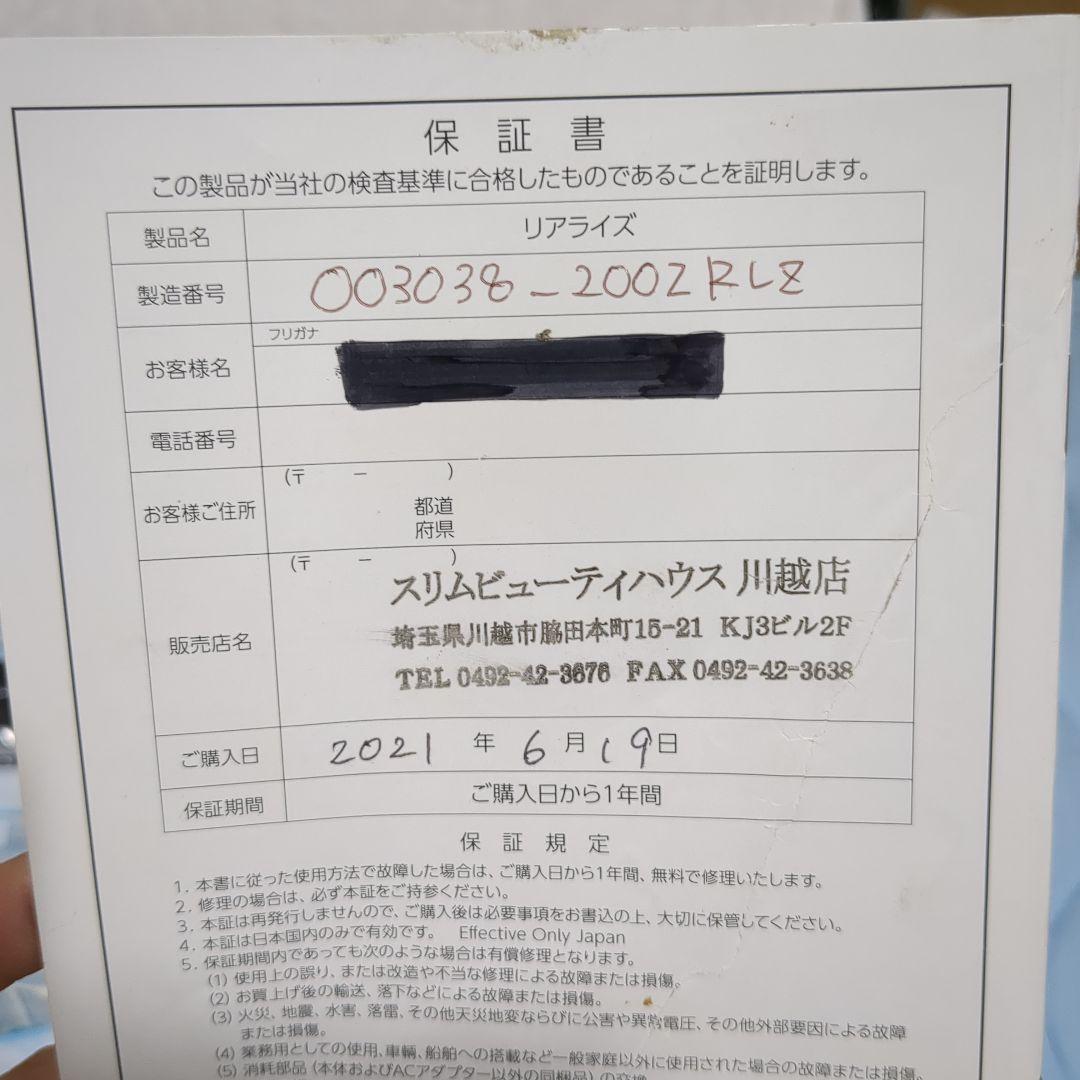 保証書
この製品が当社の検査基準に合格したものであることを証明します。
製品名 リアライズ
製造番号 003038-2002RLZ
フリガナ
お客様名
電話番号
(〒 － )
お客様ご住所 都道
府県
(〒 － )
スリムビューティハウス 川越店
埼玉県川越市脇田本町15-21 KJ3ビル2F
販売店名
TEL 0492-42-3676 FAX 0492-42-3638
ご購入日 2021 年 6 月 19 日
保証期間 ご購入日から1年間
保証規定
1. 本書に従った使用方法で故障した場合は、ご購入日から1年間、無料で修理いたします。
2. 修理の場合は、必ず本証をご持参ください。
3. 本証は再発行しませんので、ご購入後は必要事項をお書込の上、大切に保管してください。
4. 本証は日本国内のみで有効です。 Effective Only Japan
5. 保証期間内であっても次のような場合は有償修理となります。
(1) 使用上の誤り、または改造や不当な修理による故障または損傷。
(2) お買上げ後の輸送、落下などによる故障または損傷。
(3) 火災、地震、水害、落雷、その他天災地変ならびに公害や異常電圧、その他外部要因による故障
または損傷。
(4) 業務用としての使用、車輌、船舶への搭載など一般家庭以外に使用された場合の故障または損傷。
(5) 消耗部品（本体およびACアダプター以外の同梱品）の交換